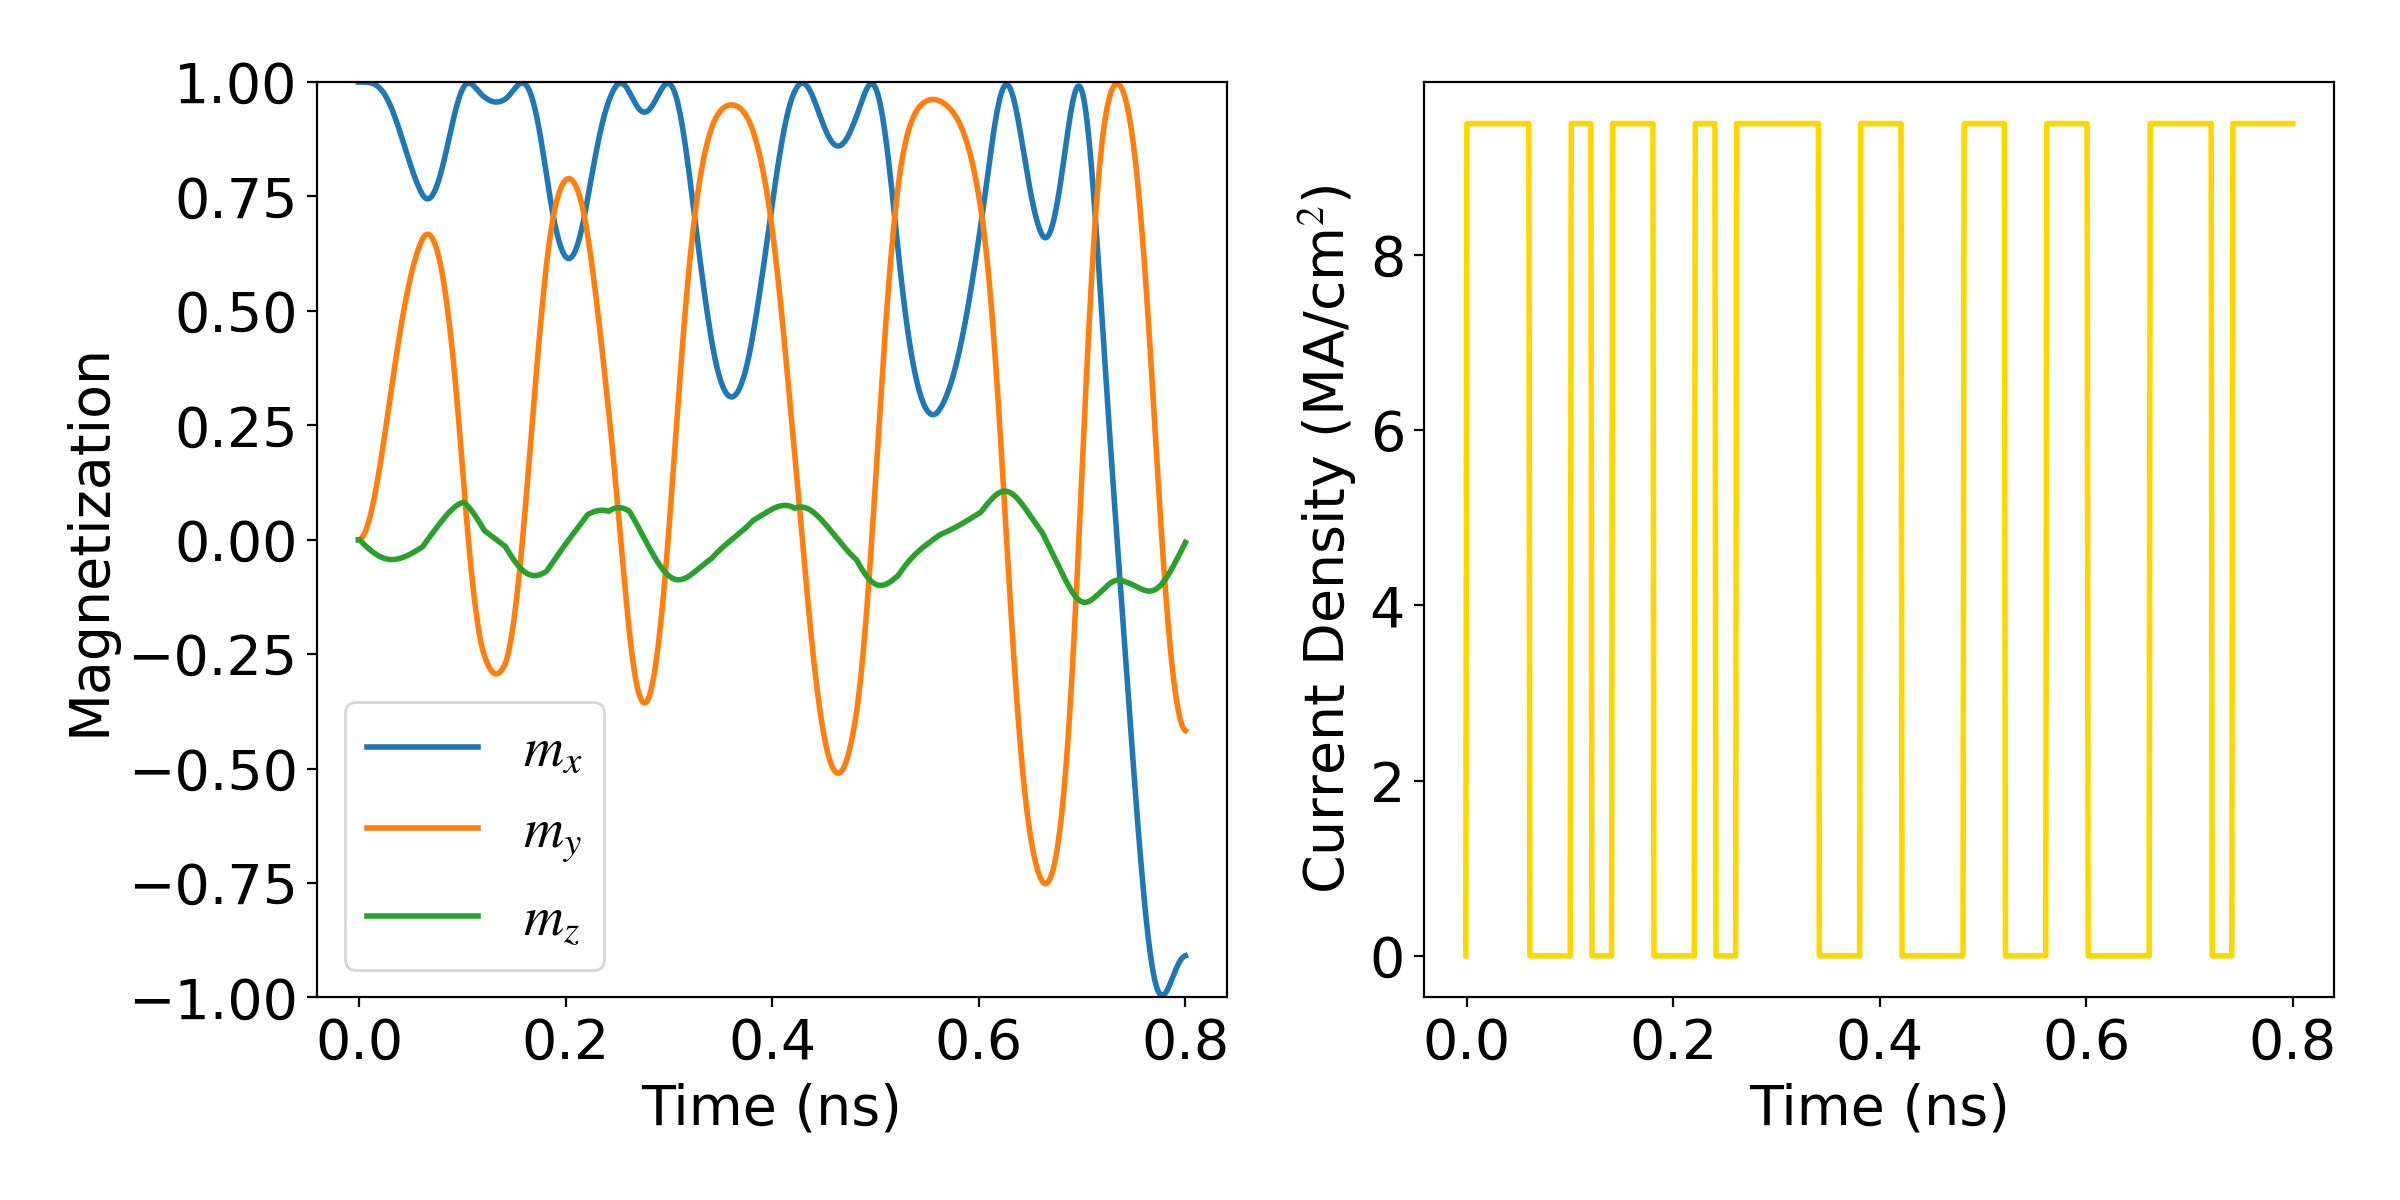 Magnetization
1.00
0.75
0.50
0.25
0.00
−0.25
−0.50
−0.75
−1.00
m_x
m_y
m_z
0.0 0.2 0.4 0.6 0.8
Time (ns)
Current Density (MA/cm²)
8
6
4
2
0
0.0 0.2 0.4 0.6 0.8
Time (ns)